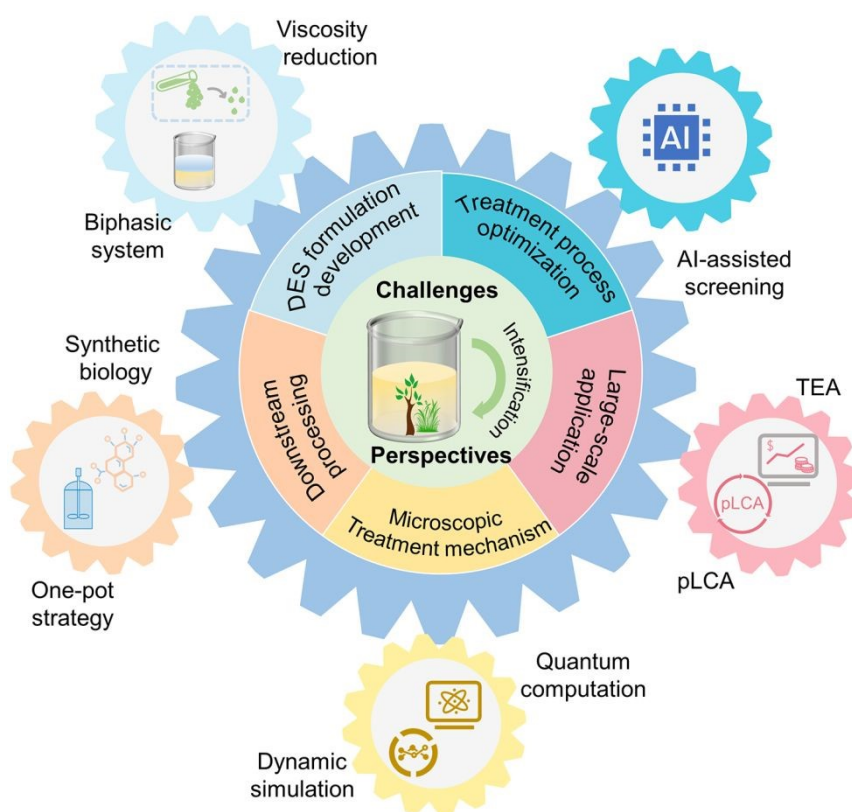 Viscosity
reduction
Biphasic
system
AI
AI-assisted
screening
DES formulation
development
Treatment process
optimization
Challenges
Intensification
Perspectives
Large-scale
application
Downstream
processing
Microscopic
Treatment mechanism
Synthetic
biology
One-pot
strategy
TEA
$
pLCA
pLCA
Quantum
computation
Dynamic
simulation